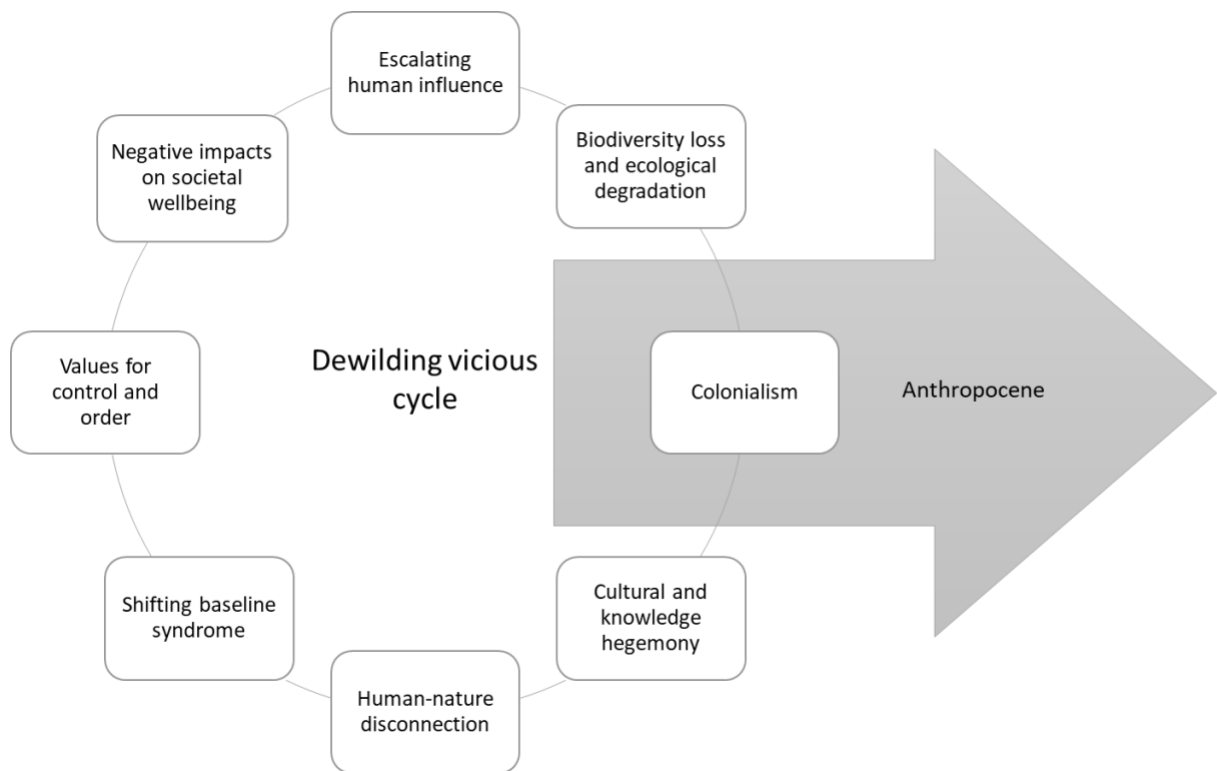 Escalating
human influence
Biodiversity loss
and ecological
degradation
Negative impacts
on societal
wellbeing
Values for
control and
order
Dewilding vicious
cycle
Colonialism
Anthropocene
Shifting baseline
syndrome
Cultural and
knowledge
hegemony
Human-nature
disconnection